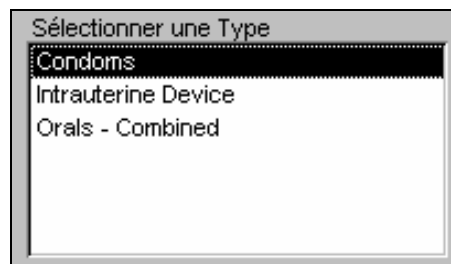 Sélectionner une Type
Condoms
Intrauterine Device
Orals - Combined